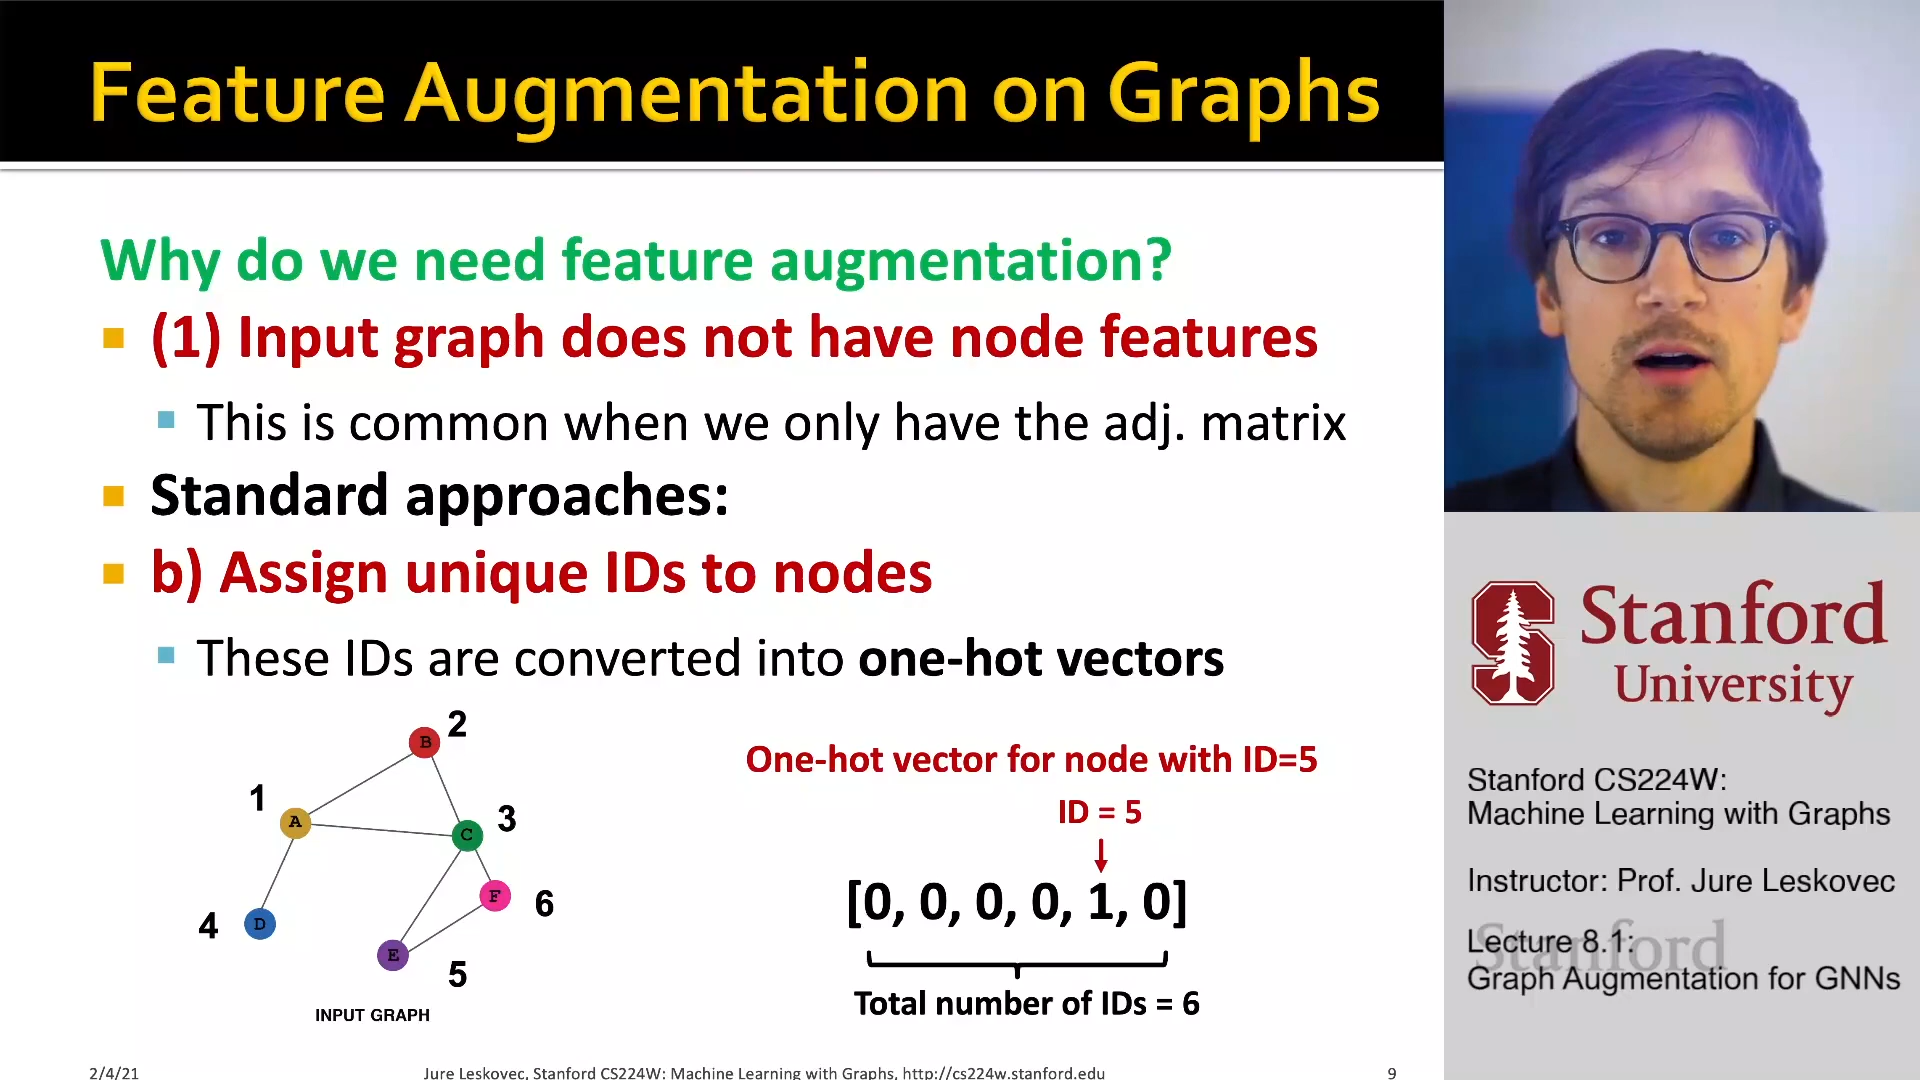 Feature Augmentation on Graphs
Why do we need feature augmentation?
(1) Input graph does not have node features
This is common when we only have the adj. matrix
Standard approaches:
b) Assign unique IDs to nodes
These IDs are converted into one-hot vectors
2
B
1
A
C
3
F
6
4
D
E
5
INPUT GRAPH
One-hot vector for node with ID=5
ID = 5
[0, 0, 0, 0, 1, 0]
Total number of IDs = 6
2/4/21
Jure Leskovec, Stanford CS224W: Machine Learning with Graphs, http://cs224w.stanford.edu
9
Stanford
University
Stanford CS224W:
Machine Learning with Graphs
Instructor: Prof. Jure Leskovec
Stanford
Lecture 8.1:
Graph Augmentation for GNNs